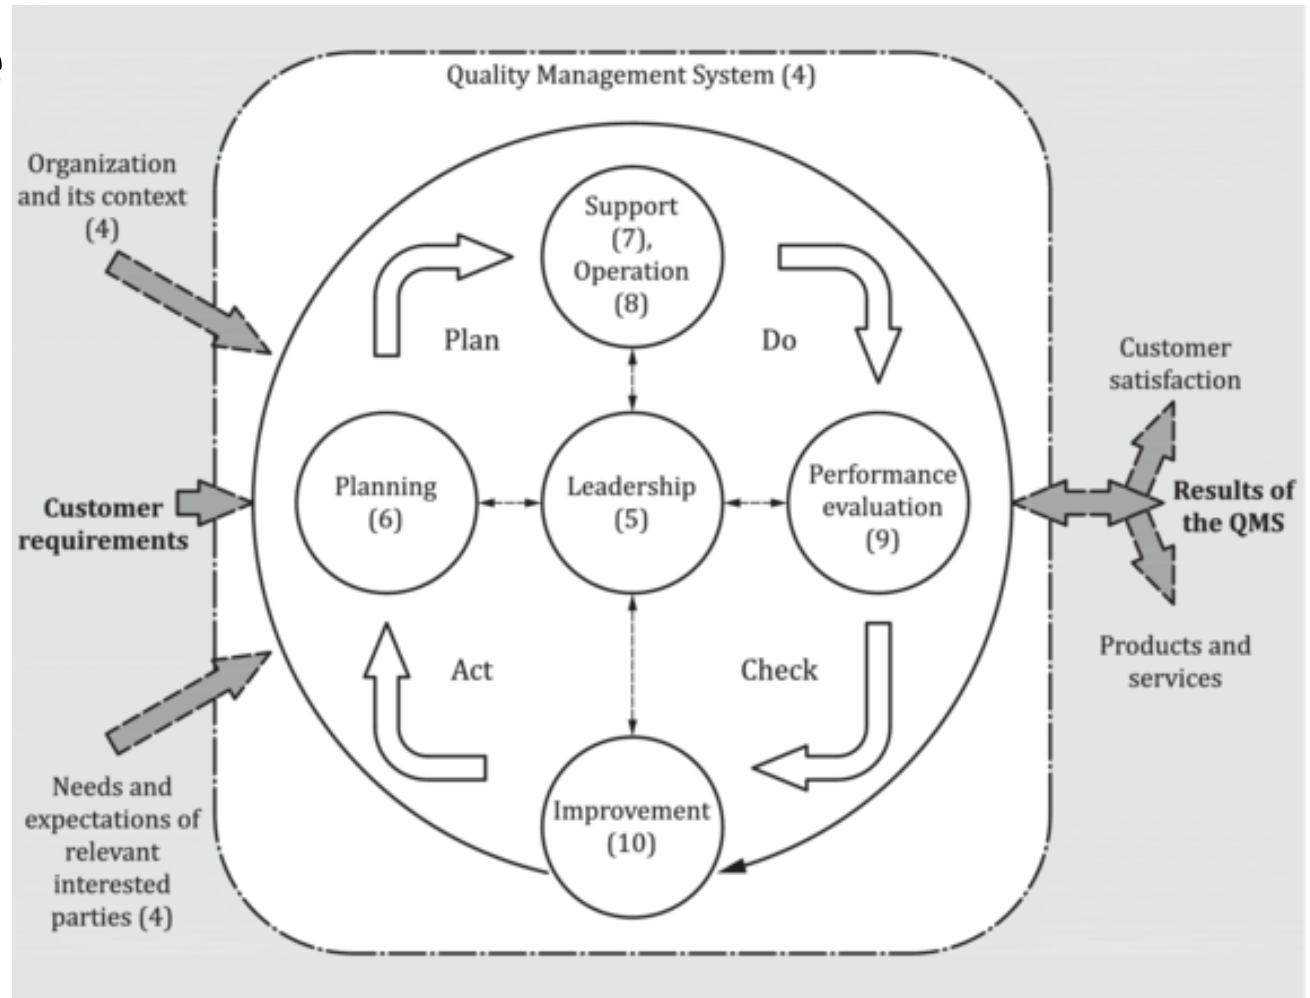 Quality Management System (4)
Organization
and its context
(4)
Support
(7),
Operation
(8)
Plan
Do
Customer
satisfaction
Planning
(6)
Leadership
(5)
Performance
evaluation
(9)
Customer
requirements
Results of
the QMS
Act
Check
Products and
services
Needs and
expectations of
relevant
interested
parties (4)
Improvement
(10)